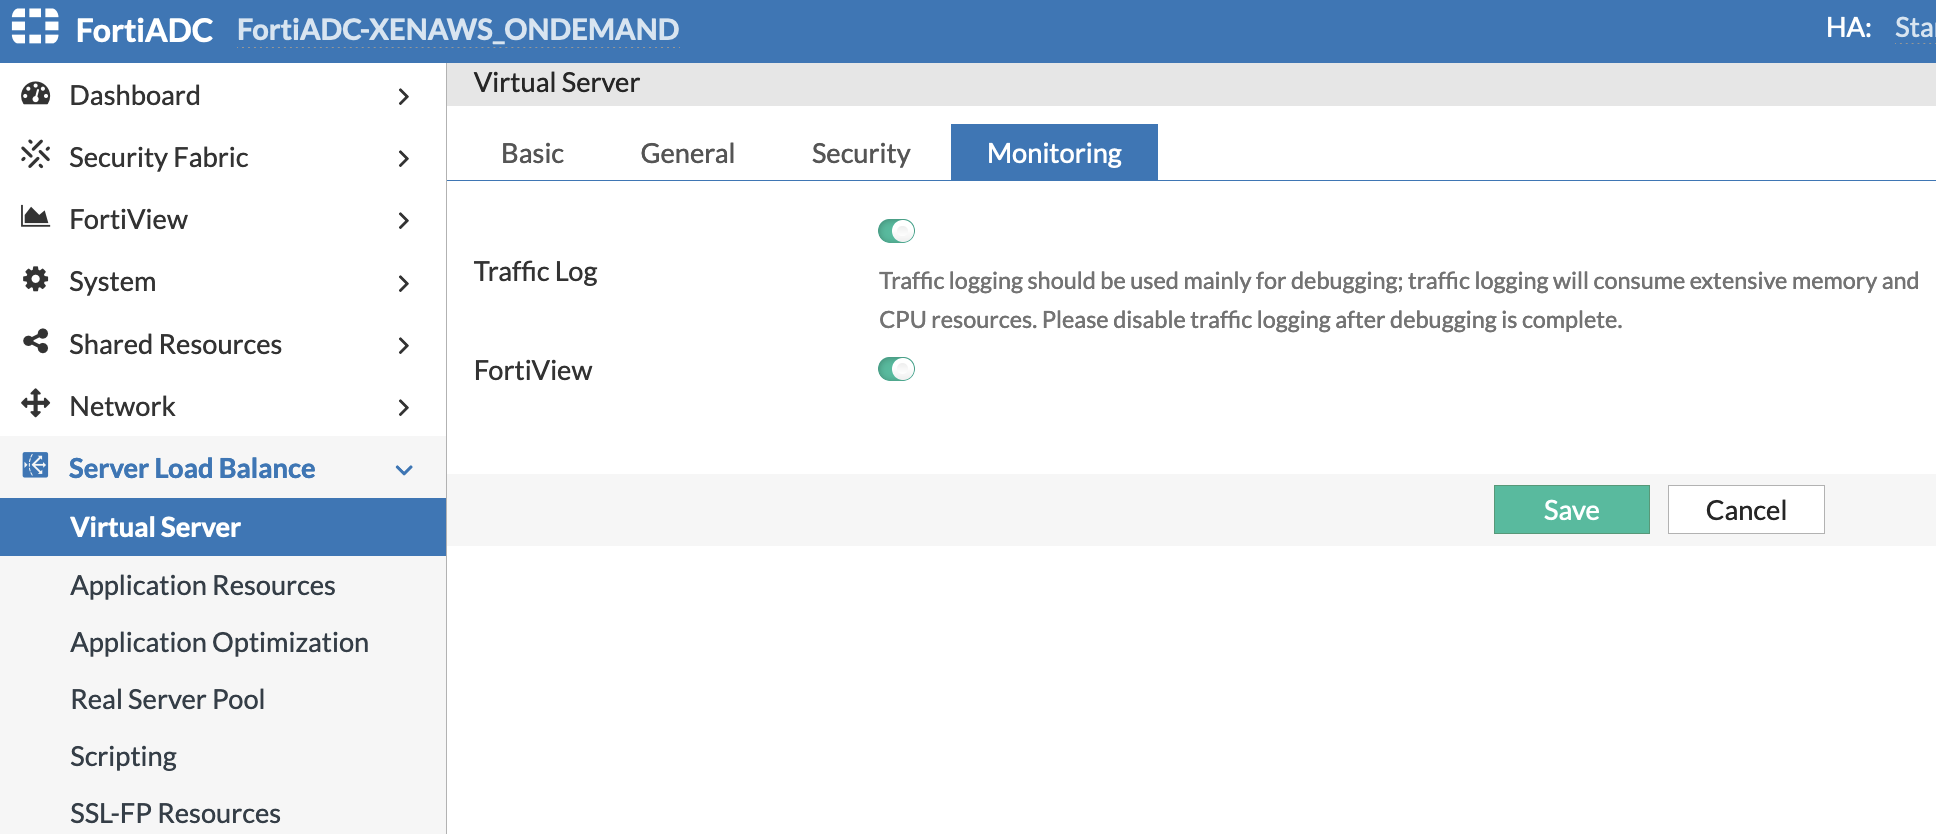 FortiADC FortiADC-XENAWS_ONDEMAND HA:
Dashboard
Security Fabric
FortiView
System
Shared Resources
Network
Server Load Balance
Virtual Server
Application Resources
Application Optimization
Real Server Pool
Scripting
SSL-FP Resources
Virtual Server
Basic General Security Monitoring
Traffic Log
Traffic logging should be used mainly for debugging; traffic logging will consume extensive memory and
CPU resources. Please disable traffic logging after debugging is complete.
FortiView
Save Cancel